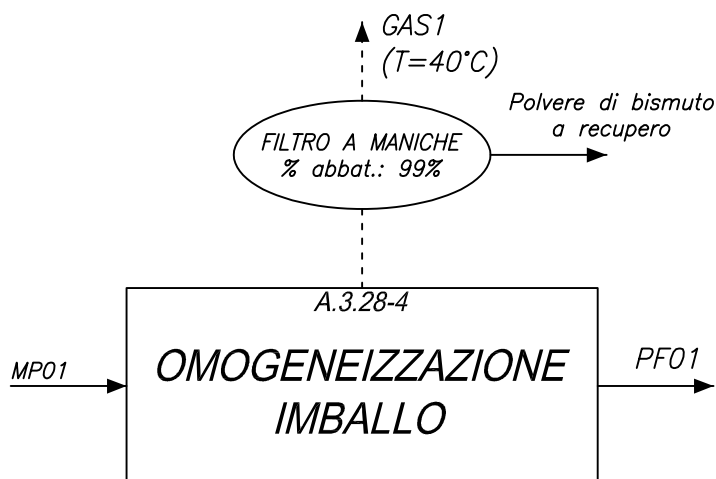 GAS1
(T=40°C)
Polvere di bismuto
a recupero
FILTRO A MANICHE
% abbat.: 99%
A.3.28-4
MP01
OMOGENEIZZAZIONE
IMBALLO
PF01